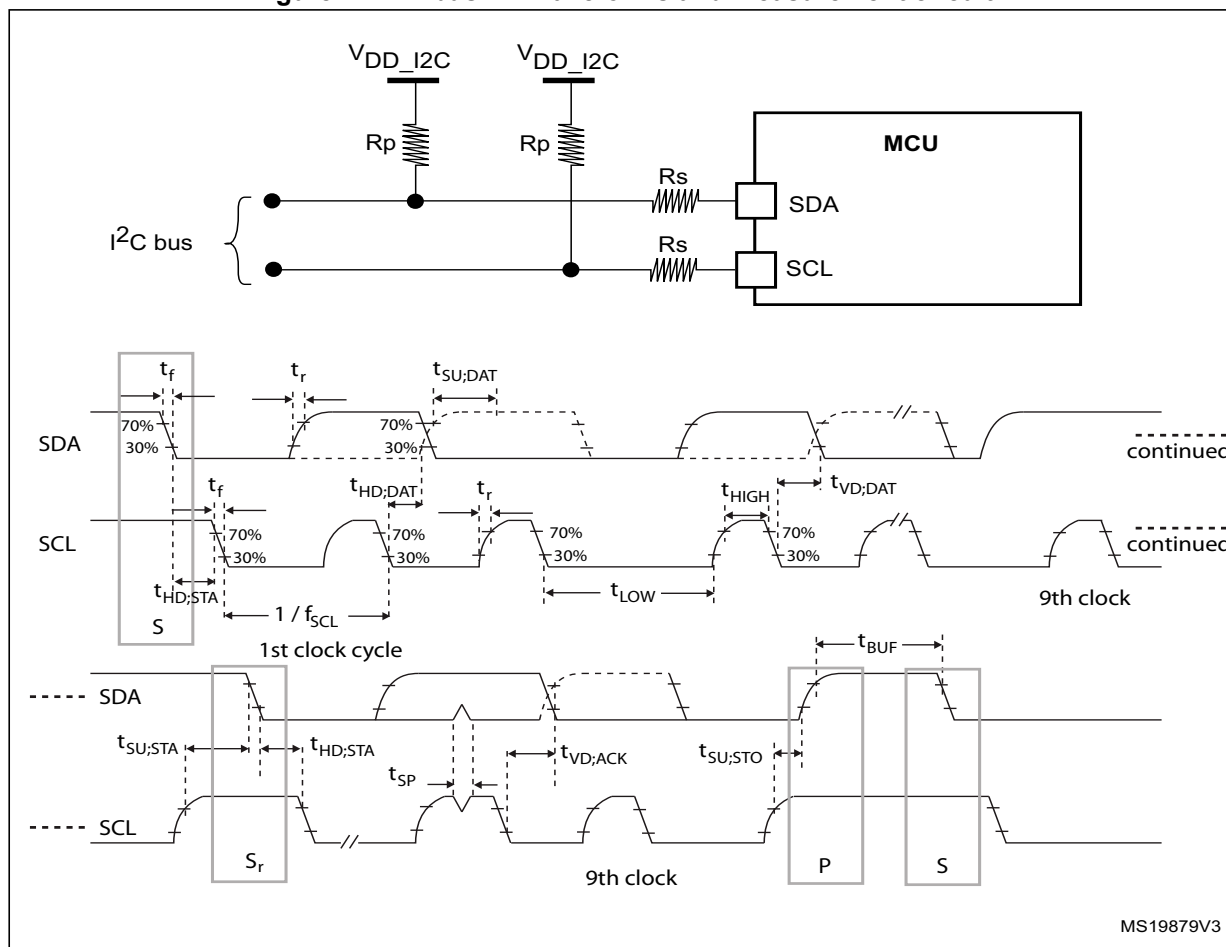 VDD_I2C VDD_I2C
Rp Rp
MCU
Rs
SDA
I2C bus
Rs
SCL
tf tr tSU;DAT
70% 70%
SDA 30% 30%
continued
tf tHD;DAT tr tHIGH tVD;DAT
SCL 70% 70% 70% 70%
30% 30% 30% 30%
continued
tHD;STA tLOW
S 1 / fSCL 9th clock
1st clock cycle
tBUF
SDA
tSU;STA tHD;STA tVD;ACK tSU;STO
tSP
SCL
Sr P S
9th clock
MS19879V3